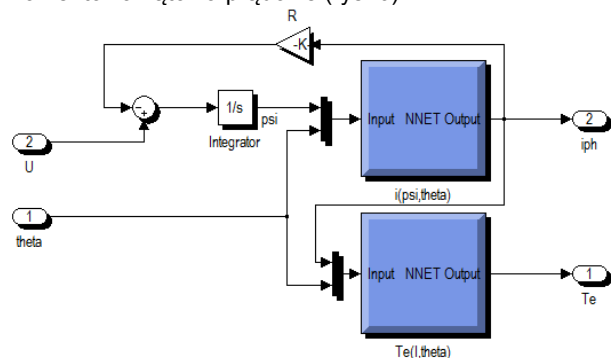 R
-K-
1/s
psi
Integrator
2
U
1
theta
Input NNET Output
i(psi,theta)
2
iph
Input NNET Output
Te(I,theta)
1
Te